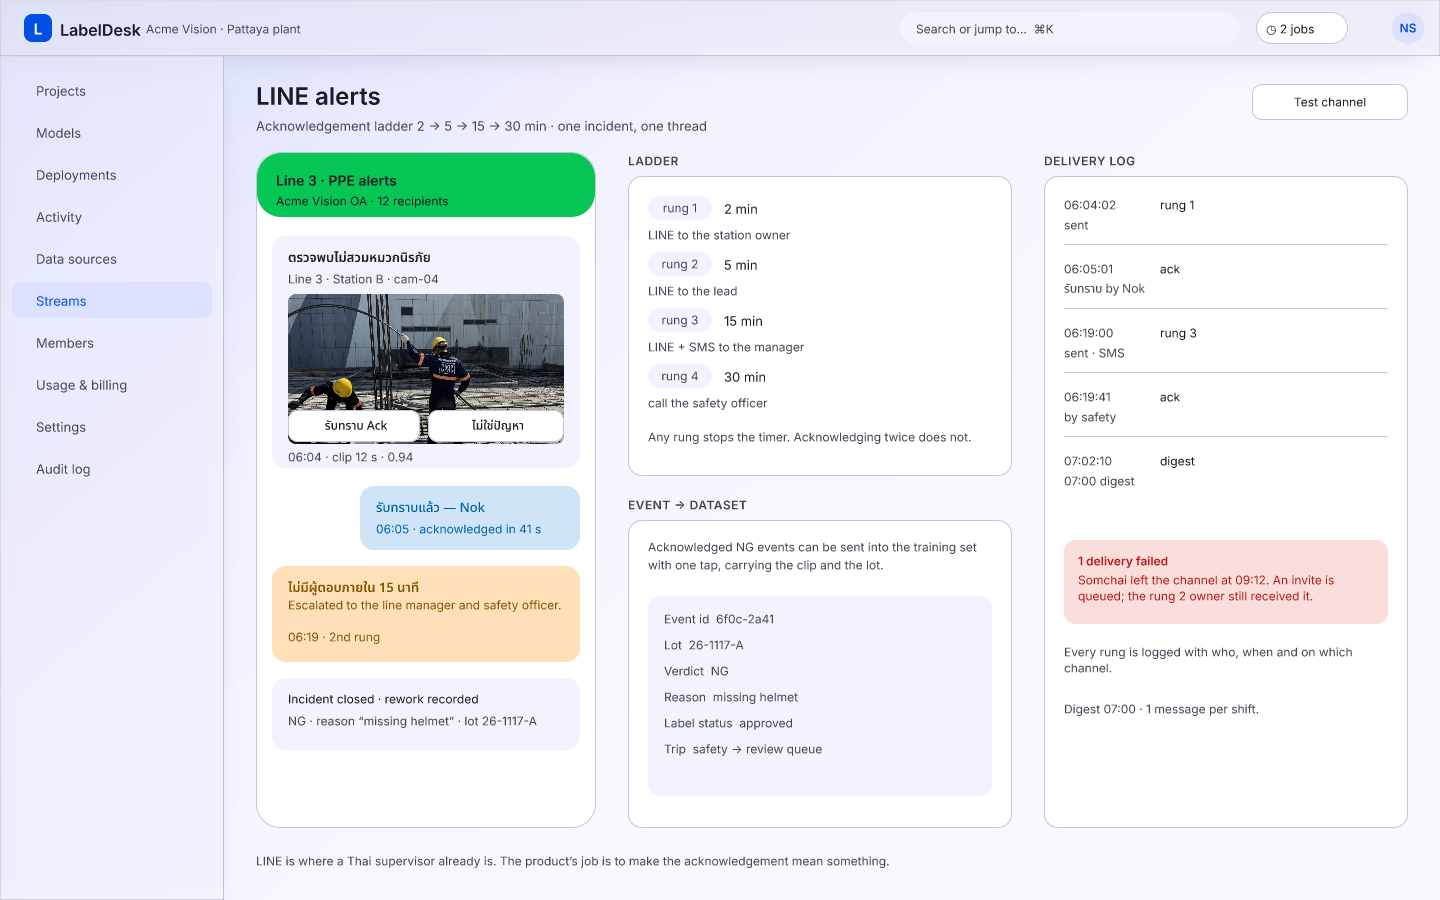 L LabelDesk Acme Vision · Pattaya plant
Search or jump to... ⌘K
◷ 2 jobs
NS
Projects
Models
Deployments
Activity
Data sources
Streams
Members
Usage & billing
Settings
Audit log
LINE alerts
Acknowledgement ladder 2 → 5 → 15 → 30 min · one incident, one thread
Test channel
Line 3 · PPE alerts
Acme Vision OA · 12 recipients
ตรวจพบไม่สวมหมวกนิรภัย
Line 3 · Station B · cam-04
รับทราบ Ack
ไม่ใช่ปัญหา
06:04 · clip 12 s · 0.94
รับทราบแล้ว — Nok
06:05 · acknowledged in 41 s
ไม่มีผู้ตอบภายใน 15 นาที
Escalated to the line manager and safety officer.
06:19 · 2nd rung
Incident closed · rework recorded
NG · reason “missing helmet” · lot 26-1117-A
LADDER
rung 1 2 min
LINE to the station owner
rung 2 5 min
LINE to the lead
rung 3 15 min
LINE + SMS to the manager
rung 4 30 min
call the safety officer
Any rung stops the timer. Acknowledging twice does not.
EVENT → DATASET
Acknowledged NG events can be sent into the training set
with one tap, carrying the clip and the lot.
Event id 6f0c-2a41
Lot 26-1117-A
Verdict NG
Reason missing helmet
Label status approved
Trip safety → review queue
DELIVERY LOG
06:04:02 rung 1
sent
06:05:01 ack
รับทราบ by Nok
06:19:00 rung 3
sent · SMS
06:19:41 ack
by safety
07:02:10 digest
07:00 digest
1 delivery failed
Somchai left the channel at 09:12. An invite is
queued; the rung 2 owner still received it.
Every rung is logged with who, when and on which
channel.
Digest 07:00 · 1 message per shift.
LINE is where a Thai supervisor already is. The product’s job is to make the acknowledgement mean something.